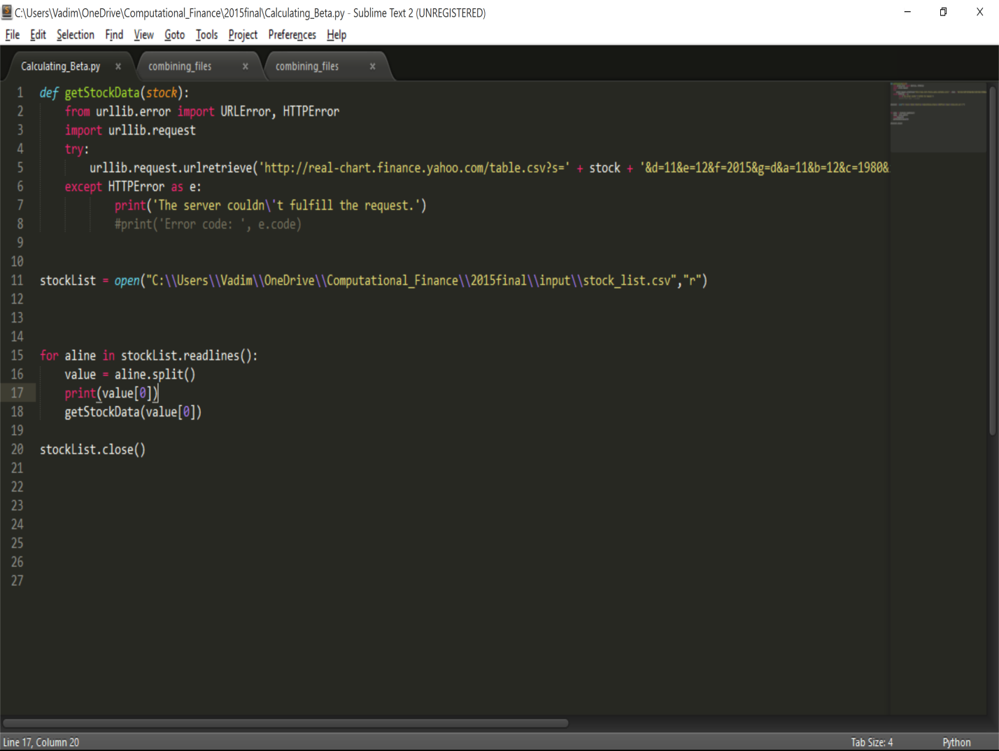 C:\Users\Vadim\OneDrive\Computational_Finance\2015final\Calculating_Beta.py - Sublime Text 2 (UNREGISTERED)
File Edit Selection Find View Goto Tools Project Preferences Help
Calculating_Beta.py x combining_files x combining_files x
1 def getStockData(stock):
2     from urllib.error import URLError, HTTPError
3     import urllib.request
4     try:
5         urllib.request.urlretrieve('http://real-chart.finance.yahoo.com/table.csv?s=' + stock + '&d=11&e=12&f=2015&g=d&a=11&b=12&c=1980&
6     except HTTPError as e:
7             print('The server couldn\'t fulfill the request.')
8             #print('Error code: ', e.code)
9
10
11 stockList = open("C:\\Users\\Vadim\\OneDrive\\Computational_Finance\\2015final\\input\\stock_list.csv","r")
12
13
14
15 for aline in stockList.readlines():
16     value = aline.split()
17     print(value[0])
18     getStockData(value[0])
19
20 stockList.close()
21
22
23
24
25
26
27
Line 17, Column 20 Tab Size: 4 Python